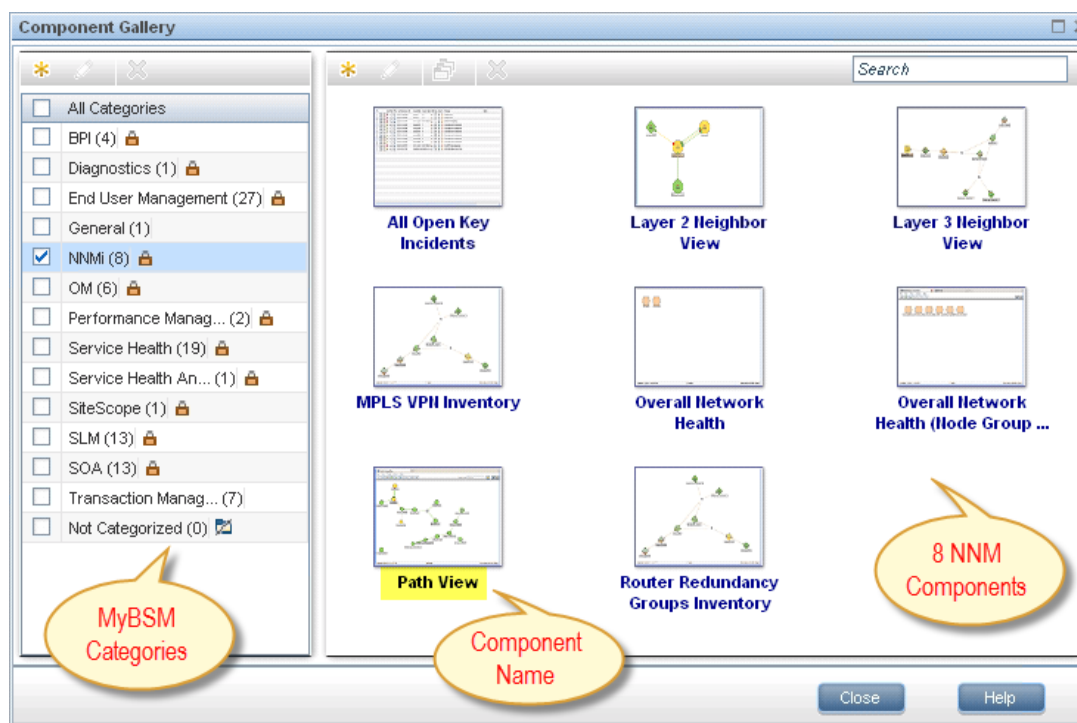 Component Gallery
Search
All Categories
BPI (4)
Diagnostics (1)
End User Management (27)
General (1)
NNMi (8)
OM (6)
Performance Manag... (2)
Service Health (19)
Service Health An... (1)
SiteScope (1)
SLM (13)
SOA (13)
Transaction Manag... (7)
Not Categorized (0)
All Open Key
Incidents
Layer 2 Neighbor
View
Layer 3 Neighbor
View
MPLS VPN Inventory
Overall Network
Health
Overall Network
Health (Node Group ...
Path View
Router Redundancy
Groups Inventory
MyBSM
Categories
Component
Name
8 NNM
Components
Close
Help